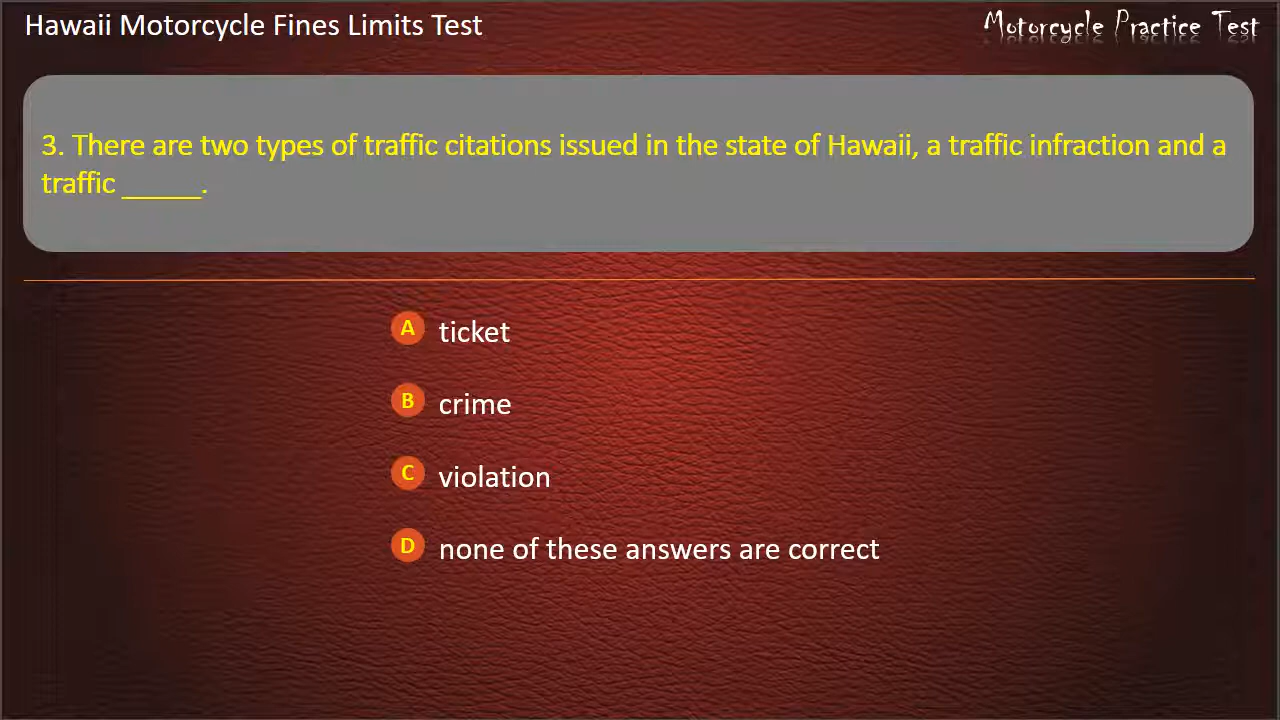 Hawaii Motorcycle Fines Limits Test
Motorcycle Practice Test
3. There are two types of traffic citations issued in the state of Hawaii, a traffic infraction and a
traffic _____.
A ticket
B crime
C violation
D none of these answers are correct